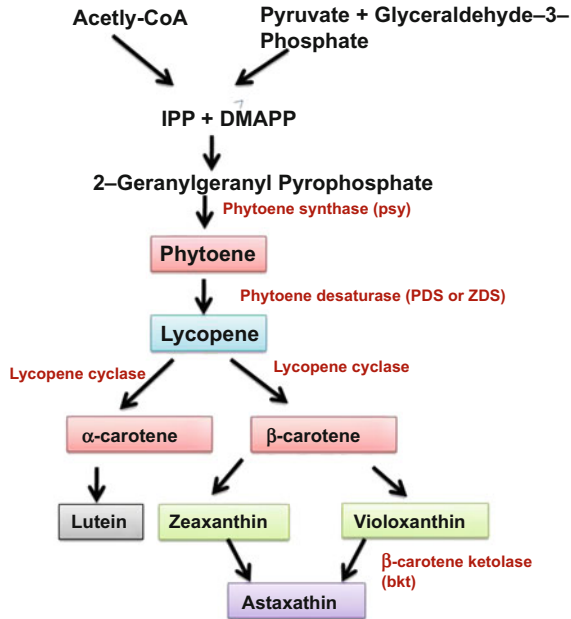 Acetly-CoA
Pyruvate + Glyceraldehyde–3–
Phosphate
IPP + DMAPP
2–Geranylgeranyl Pyrophosphate
Phytoene synthase (psy)
Phytoene
Phytoene desaturase (PDS or ZDS)
Lycopene
Lycopene cyclase
Lycopene cyclase
α-carotene
β-carotene
Lutein
Zeaxanthin
Violoxanthin
β-carotene ketolase
(bkt)
Astaxathin